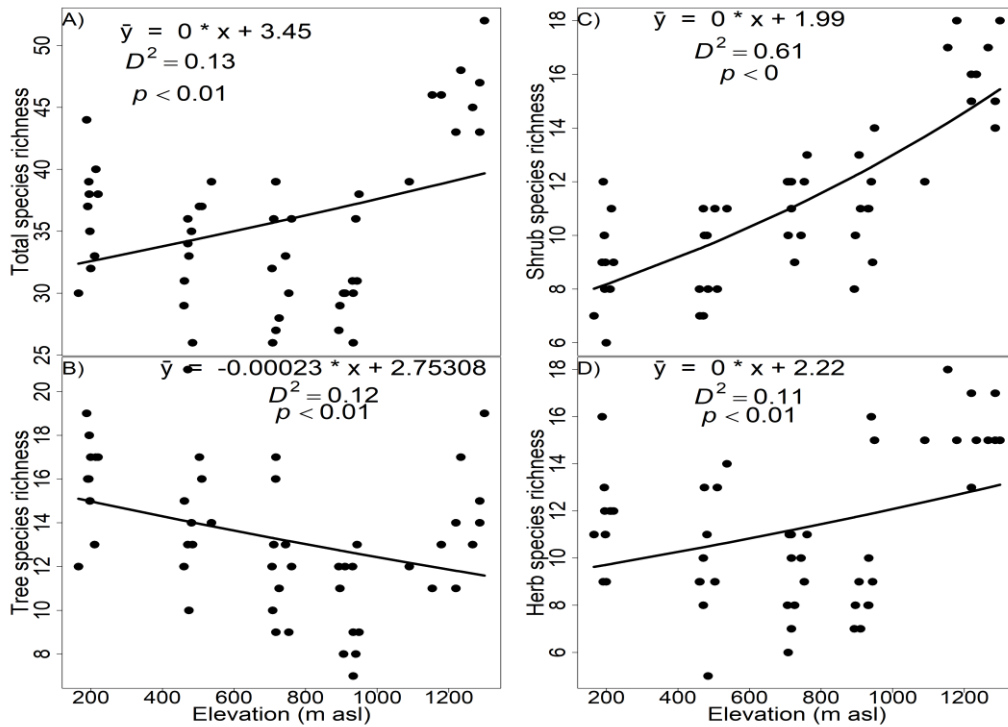 A)
ȳ = 0 * x + 3.45
D² = 0.13
p < 0.01
Total species richness
50
45
40
35
30
25
B)
ȳ = -0.00023 * x + 2.75308
D² = 0.12
p < 0.01
Tree species richness
20
18
16
14
12
10
8
200 400 600 800 1000 1200
Elevation (m asl)
C)
ȳ = 0 * x + 1.99
D² = 0.61
p < 0
Shrub species richness
18
16
14
12
10
8
6
D)
ȳ = 0 * x + 2.22
D² = 0.11
p < 0.01
Herb species richness
18
15
12
10
8
6
200 400 600 800 1000 1200
Elevation (m asl)